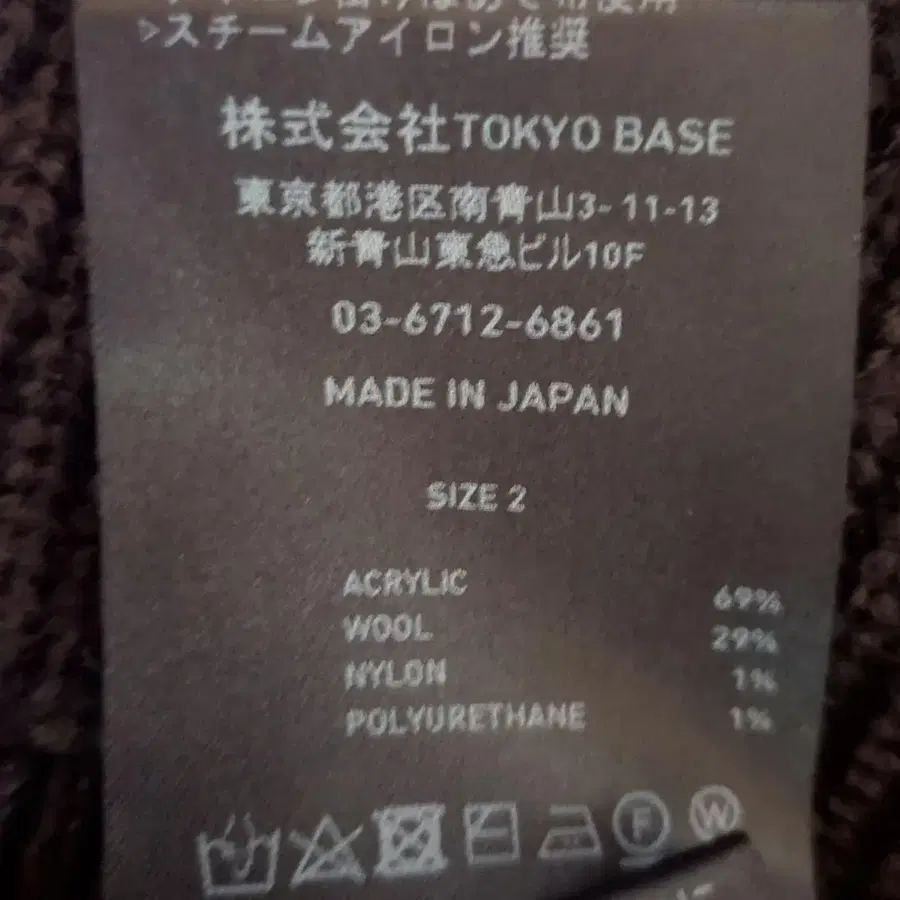 >スチームアイロン推奨
株式会社TOKYO BASE
東京都港区南青山3-11-13
新青山東急ビル10F
03-6712-6861
MADE IN JAPAN
SIZE 2
ACRYLIC 69%
WOOL 29%
NYLON 1%
POLYURETHANE 1%
F W